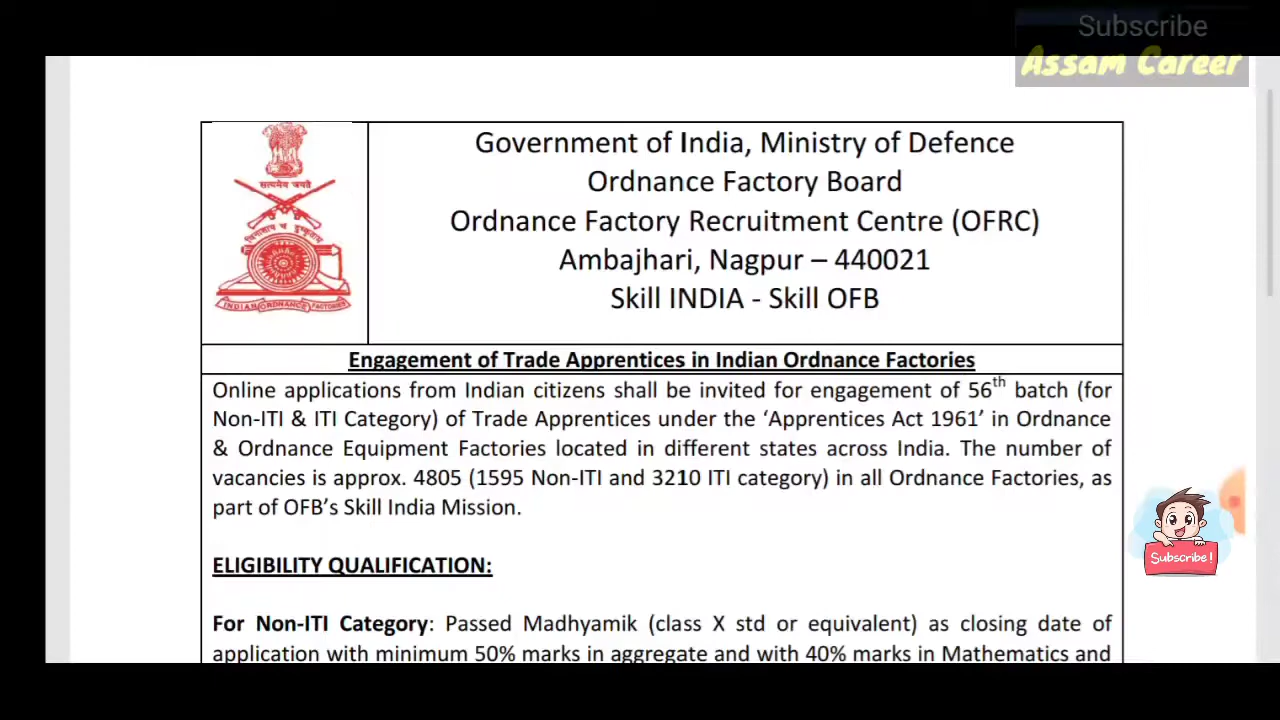 Subscribe
Assam Career
सत्यमेव जयते
INDIAN ORDNANCE FACTORIES
Government of India, Ministry of Defence
Ordnance Factory Board
Ordnance Factory Recruitment Centre (OFRC)
Ambajhari, Nagpur – 440021
Skill INDIA - Skill OFB
Engagement of Trade Apprentices in Indian Ordnance Factories
Online applications from Indian citizens shall be invited for engagement of 56th batch (for
Non-ITI & ITI Category) of Trade Apprentices under the ‘Apprentices Act 1961’ in Ordnance
& Ordnance Equipment Factories located in different states across India. The number of
vacancies is approx. 4805 (1595 Non-ITI and 3210 ITI category) in all Ordnance Factories, as
part of OFB’s Skill India Mission.
Subscribe!
ELIGIBILITY QUALIFICATION:
For Non-ITI Category: Passed Madhyamik (class X std or equivalent) as closing date of
application with minimum 50% marks in aggregate and with 40% marks in Mathematics and